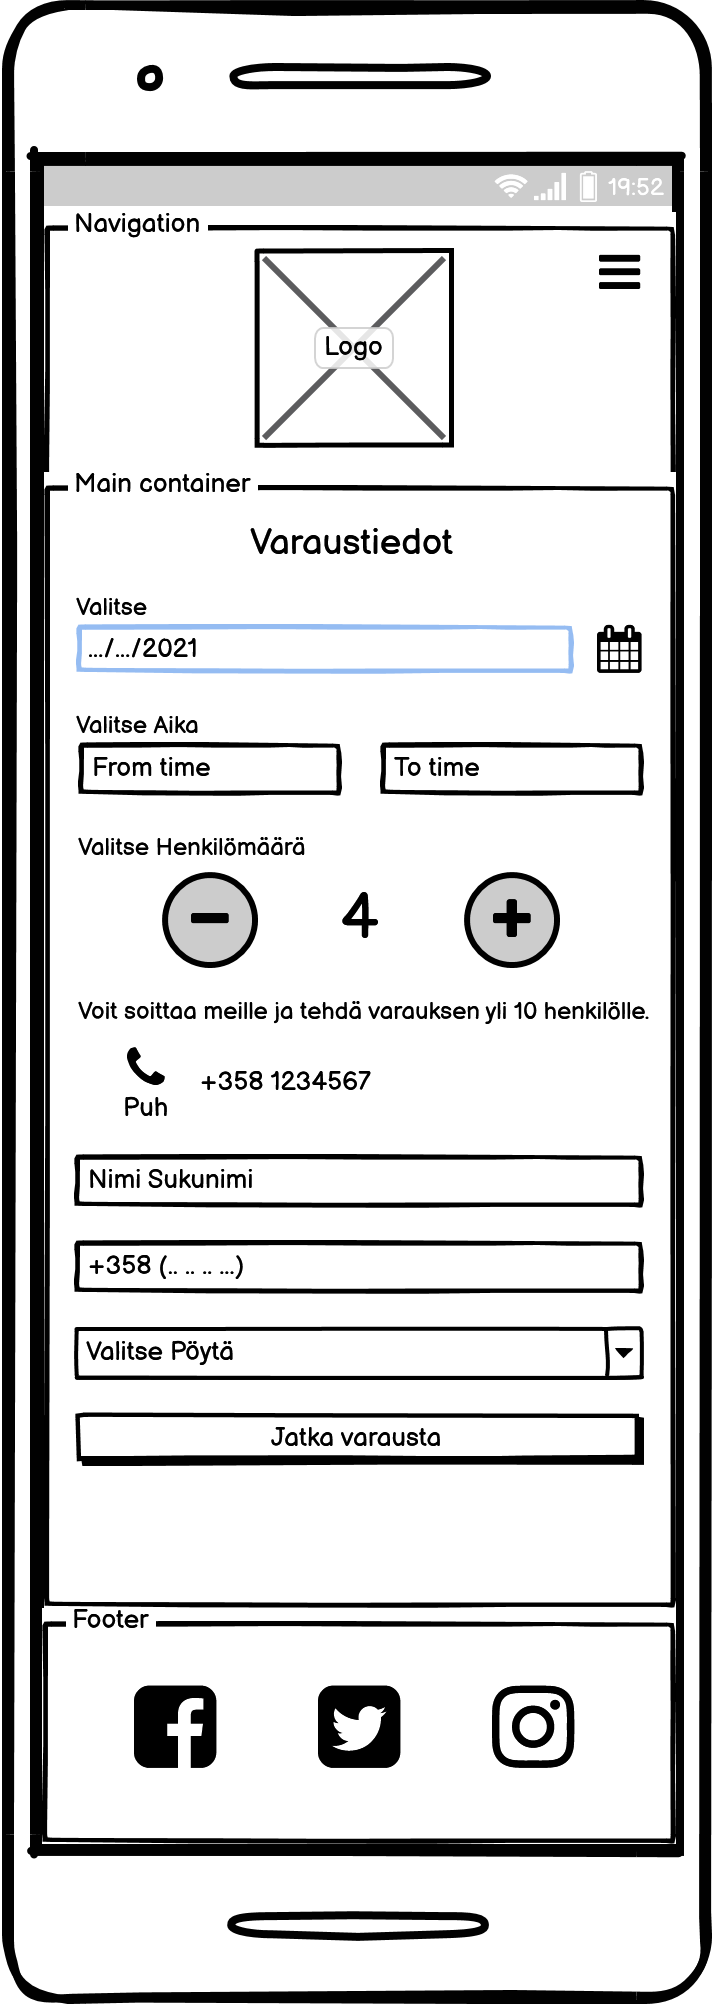 19:52
Navigation
Logo
Main container
Varaustiedot
Valitse
.../.../2021
Valitse Aika
From time
To time
Valitse Henkilömäärä
4
Voit soittaa meille ja tehdä varauksen yli 10 henkilölle.
+358 1234567
Puh
Nimi Sukunimi
+358 (.. .. .. ...)
Valitse Pöytä
Jatka varausta
Footer